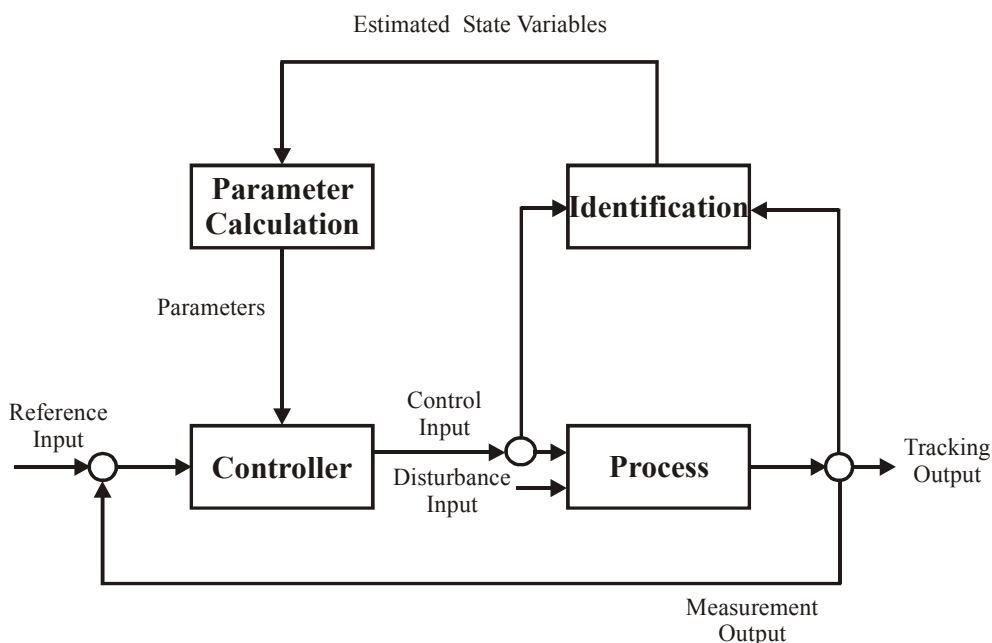 Estimated State Variables
Parameter
Calculation
Identification
Parameters
Reference
Input
Controller
Control
Input
Disturbance
Input
Process
Tracking
Output
Measurement
Output